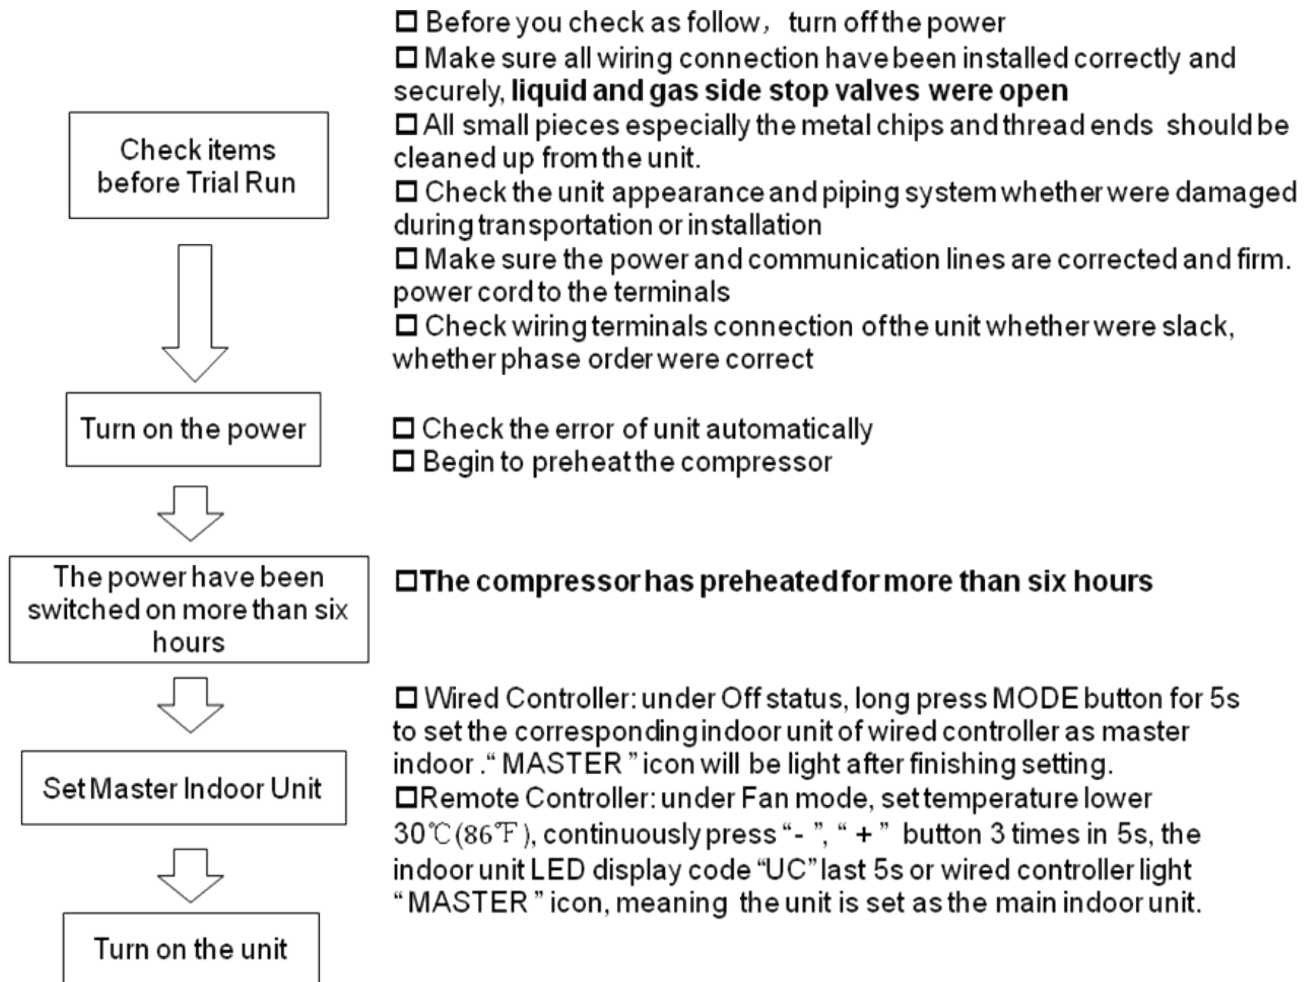 Check items
before Trial Run
☐ Before you check as follow, turn off the power
☐ Make sure all wiring connection have been installed correctly and
securely, liquid and gas side stop valves were open
☐ All small pieces especially the metal chips and thread ends should be
cleaned up from the unit.
☐ Check the unit appearance and piping system whether were damaged
during transportation or installation
☐ Make sure the power and communication lines are corrected and firm.
power cord to the terminals
☐ Check wiring terminals connection of the unit whether were slack,
whether phase order were correct
Turn on the power
☐ Check the error of unit automatically
☐ Begin to preheat the compressor
The power have been
switched on more than six
hours
☐ The compressor has preheated for more than six hours
Set Master Indoor Unit
☐ Wired Controller: under Off status, long press MODE button for 5s
to set the corresponding indoor unit of wired controller as master
indoor .“ MASTER ” icon will be light after finishing setting.
☐ Remote Controller: under Fan mode, set temperature lower
30℃(86℉), continuously press “- ”, “ + ” button 3 times in 5s, the
indoor unit LED display code “UC” last 5s or wired controller light
“ MASTER ” icon, meaning the unit is set as the main indoor unit.
Turn on the unit